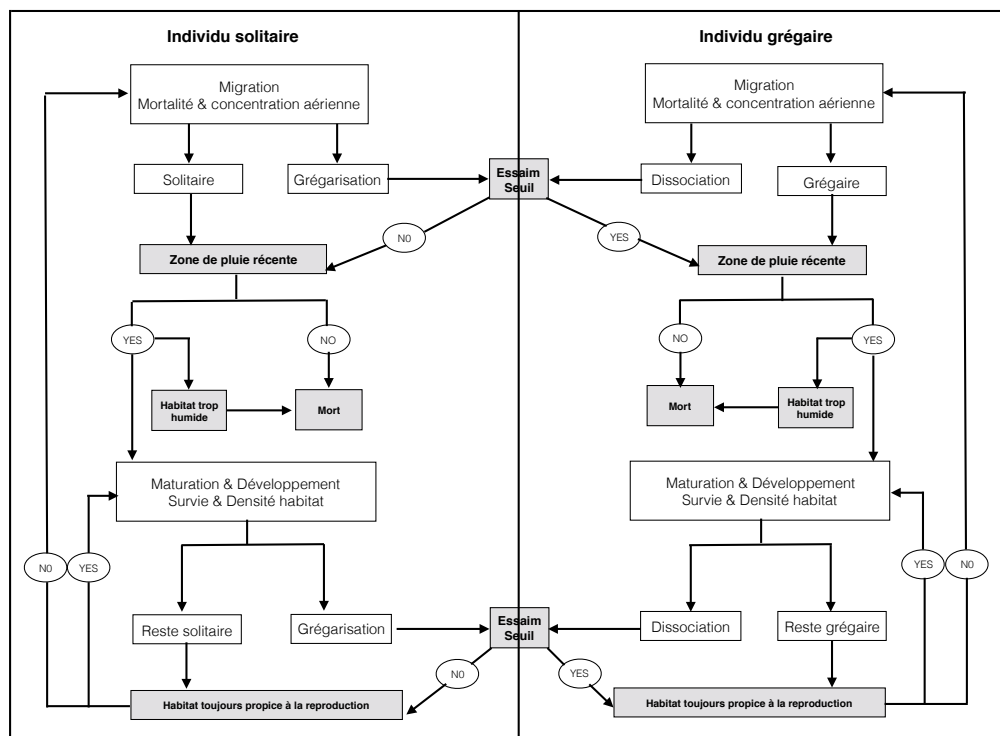 Individu solitaire
Individu grégaire
Migration
Mortalité & concentration aérienne
Migration
Mortalité & concentration aérienne
Solitaire
Grégarisation
Essaim
Seuil
Dissociation
Grégaire
N0
YES
Zone de pluie récente
Zone de pluie récente
YES
NO
NO
YES
Habitat trop
humide
Mort
Mort
Habitat trop
humide
Maturation & Développement
Survie & Densité habitat
Maturation & Développement
Survie & Densité habitat
N0
YES
YES
N0
Reste solitaire
Grégarisation
Essaim
Seuil
Dissociation
Reste grégaire
N0
YES
Habitat toujours propice à la reproduction
Habitat toujours propice à la reproduction